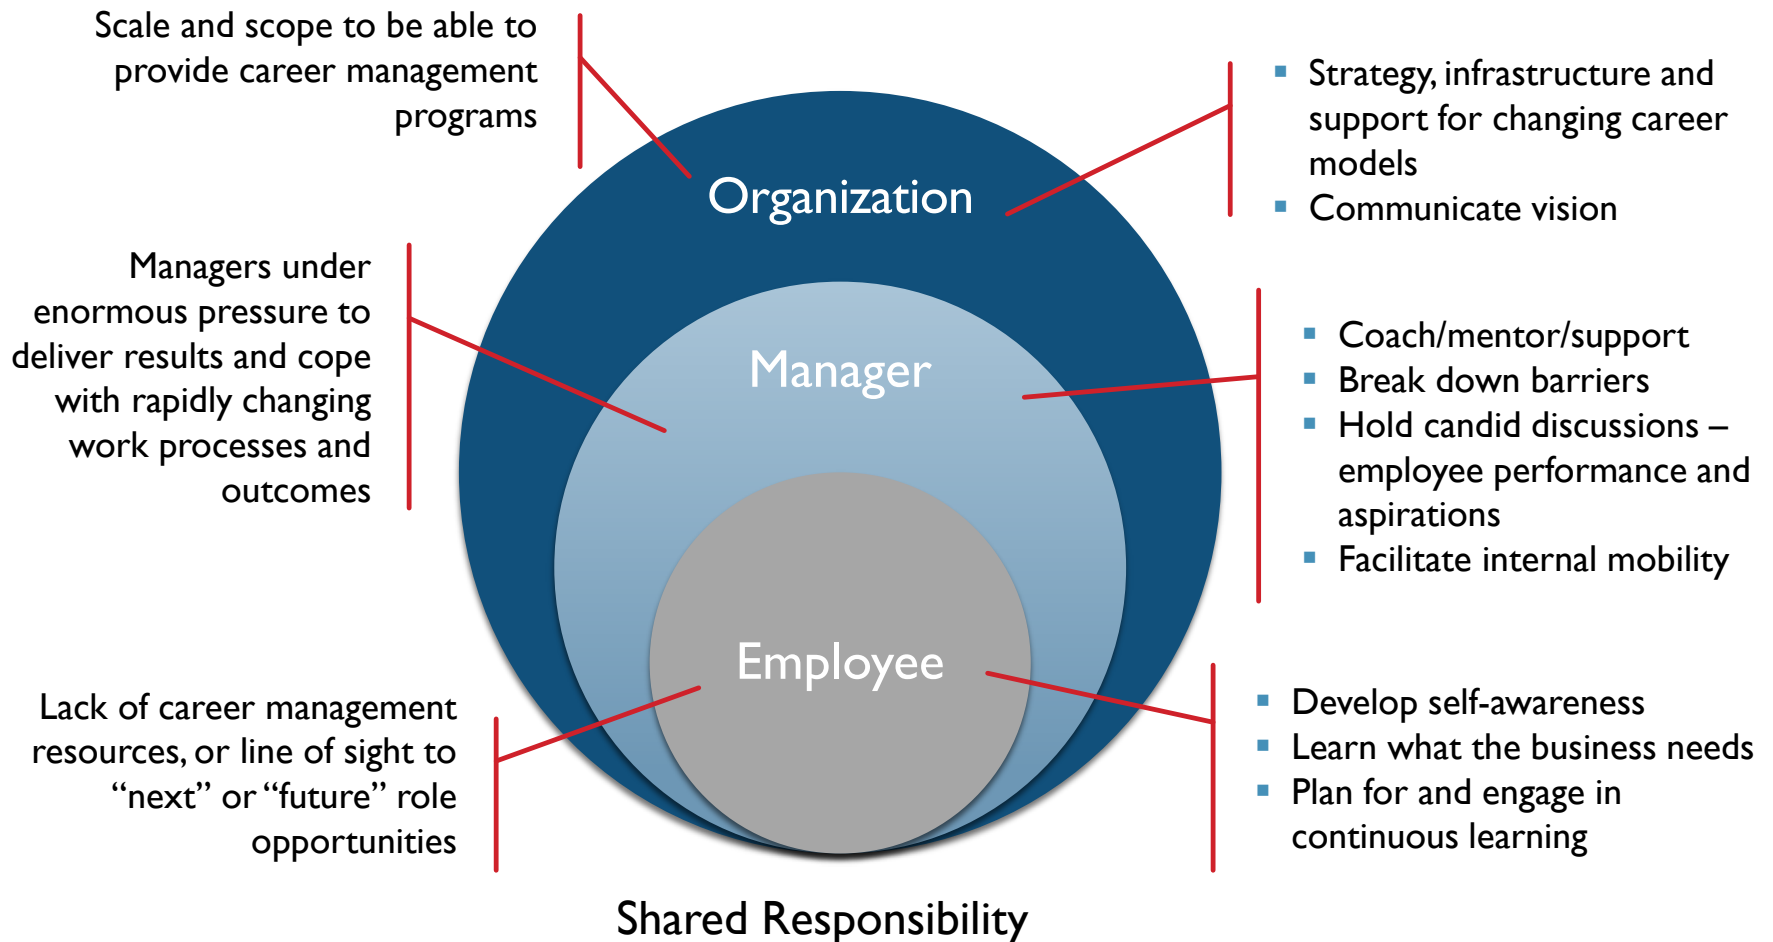 Scale and scope to be able to
provide career management
programs
Organization
▪ Strategy, infrastructure and
support for changing career
models
▪ Communicate vision
Managers under
enormous pressure to
deliver results and cope
with rapidly changing
work processes and
outcomes
Manager
▪ Coach/mentor/support
▪ Break down barriers
▪ Hold candid discussions –
employee performance and
aspirations
▪ Facilitate internal mobility
Lack of career management
resources, or line of sight to
“next” or “future” role
opportunities
Employee
▪ Develop self-awareness
▪ Learn what the business needs
▪ Plan for and engage in
continuous learning
Shared Responsibility